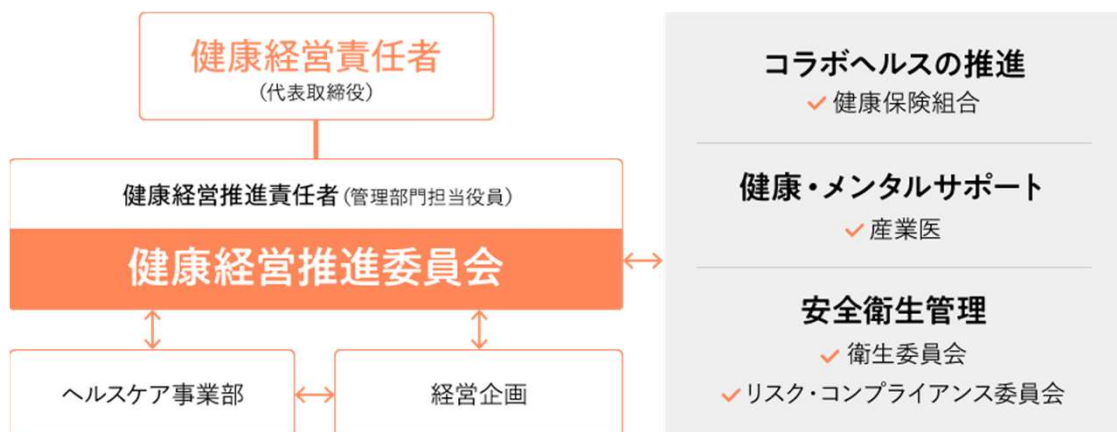 健康経営責任者
(代表取締役)
健康経営推進責任者(管理部門担当役員)
健康経営推進委員会
ヘルスケア事業部
経営企画
コラボヘルスの推進
健康保険組合
健康・メンタルサポート
産業医
安全衛生管理
衛生委員会
リスク・コンプライアンス委員会